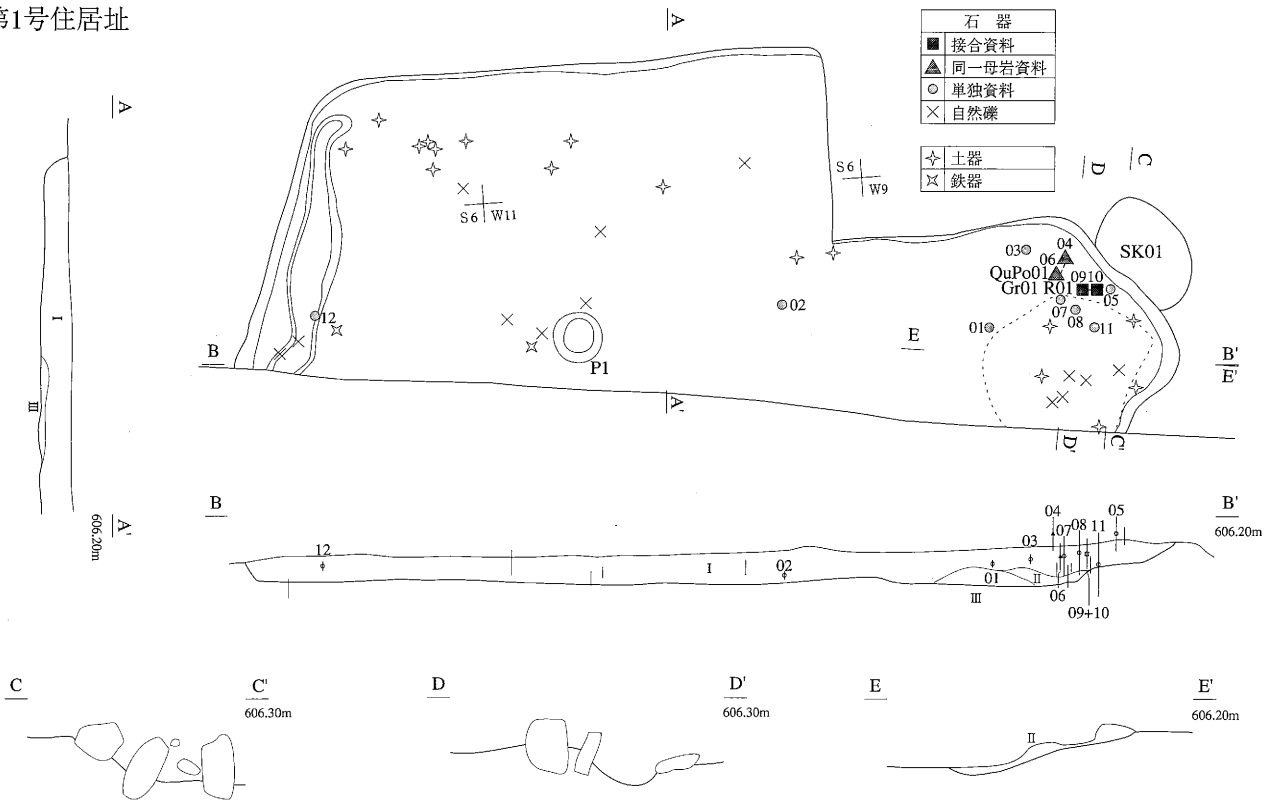 第1号住居址
A
石 器
接合資料
同一母岩資料
単独資料
自然礫
土器
鉄器
A
S6
W9
D
C
S6 W11
03
04
06
SK01
QuPo01
Gr01 R01
0910
05
07
08
11
01
02
12
I
III
E
B
P1
B'
E'
A'
D'
C'
A'
606.20m
B
B'
606.20m
12
I
02
03
01
II
III
04
07
08
11
05
06
09+10
C
C'
606.30m
D
D'
606.30m
E
E'
606.20m
II